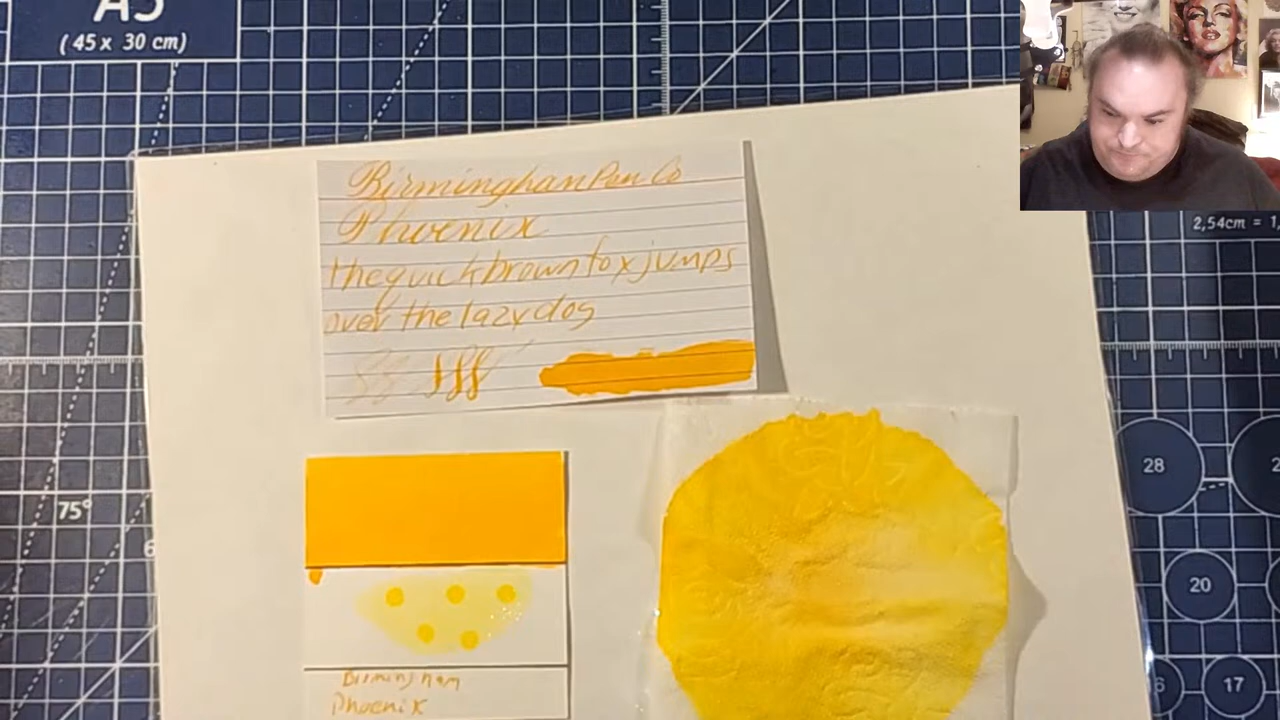 A3
(45 x 30 cm)
2,54cm = 1,
Birmingham Pen Co
Phoenix
the quick brown fox jumps
over the lazy dog
28
75°
20
17
Birmingham
Phoenix